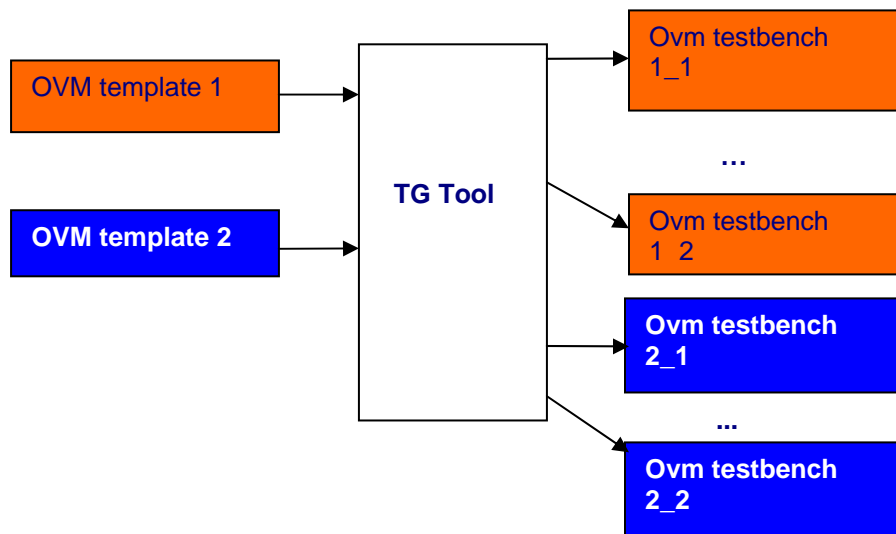 OVM template 1
OVM template 2
TG Tool
Ovm testbench
1_1
...
Ovm testbench
1_2
Ovm testbench
2_1
...
Ovm testbench
2_2